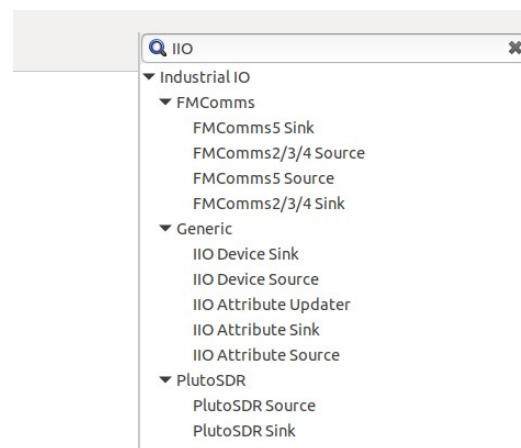 IIO
Industrial IO
FMComms
FMComms5 Sink
FMComms2/3/4 Source
FMComms5 Source
FMComms2/3/4 Sink
Generic
IIO Device Sink
IIO Device Source
IIO Attribute Updater
IIO Attribute Sink
IIO Attribute Source
PlutoSDR
PlutoSDR Source
PlutoSDR Sink